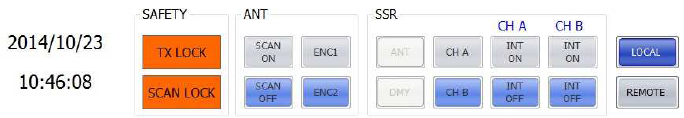 SAFETY ANT SSR
CH A CH B
2014/10/23
TX LOCK SCAN ON ENC1 ANT CH A INT ON INT ON LOCAL
10:46:08
SCAN LOCK SCAN OFF ENC2 DMY CH B INT OFF INT OFF REMOTE